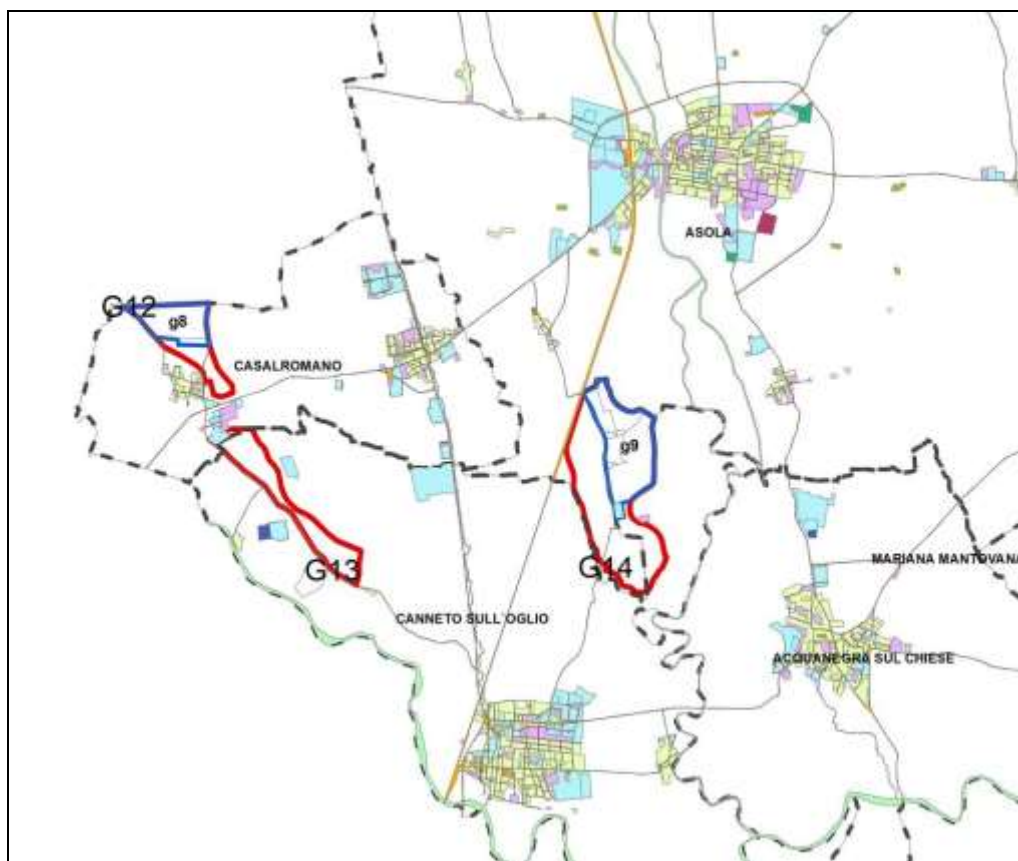 ASOLA
G12
g8
CASALROMANO
g9
G13
G14
MARIANA MANTOVANA
CANNETO SULL`OGLIO
ACQUANEGRA SUL CHIESE